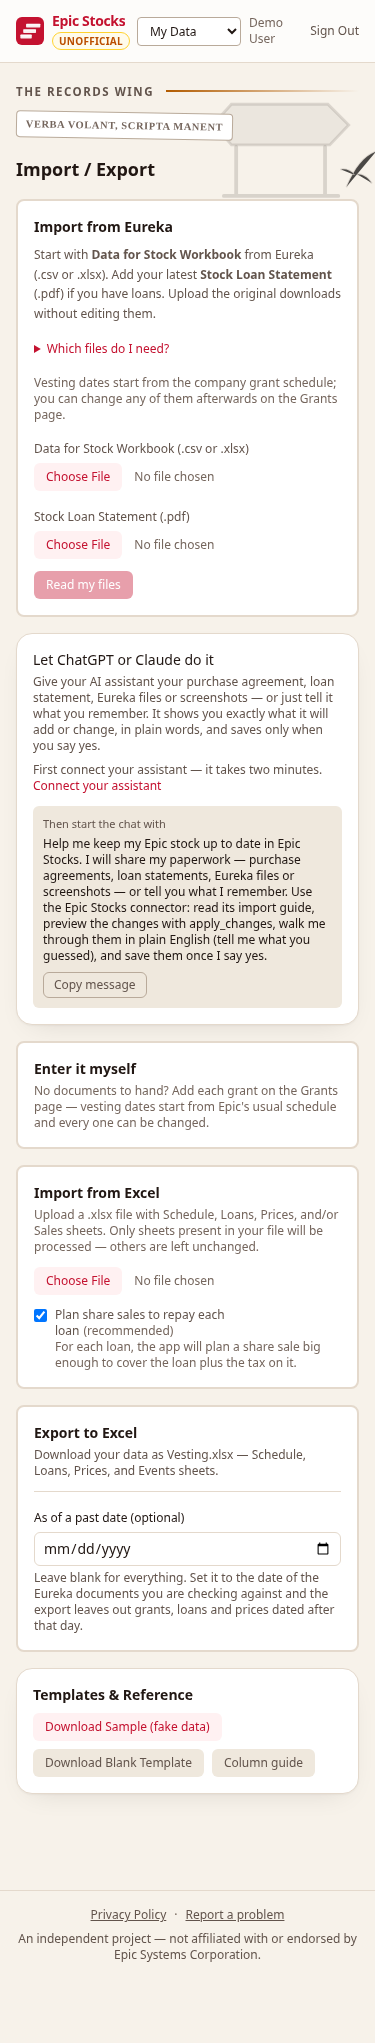 Epic Stocks
UNOFFICIAL
My Data
Demo User
Sign Out
THE RECORDS WING
VERBA VOLANT, SCRIPTA MANENT
Import / Export
Import from Eureka
Start with Data for Stock Workbook from Eureka
(.csv or .xlsx). Add your latest Stock Loan Statement
(.pdf) if you have loans. Upload the original downloads
without editing them.
Which files do I need?
Vesting dates start from the company grant schedule;
you can change any of them afterwards on the Grants
page.
Data for Stock Workbook (.csv or .xlsx)
Choose File No file chosen
Stock Loan Statement (.pdf)
Choose File No file chosen
Read my files
Let ChatGPT or Claude do it
Give your AI assistant your purchase agreement, loan
statement, Eureka files or screenshots — or just tell it
what you remember. It shows you exactly what it will
add or change, in plain words, and saves only when
you say yes.
First connect your assistant — it takes two minutes.
Connect your assistant
Then start the chat with
Help me keep my Epic stock up to date in Epic
Stocks. I will share my paperwork — purchase
agreements, loan statements, Eureka files or
screenshots — or tell you what I remember. Use
the Epic Stocks connector: read its import guide,
preview the changes with apply_changes, walk me
through them in plain English (tell me what you
guessed), and save them once I say yes.
Copy message
Enter it myself
No documents to hand? Add each grant on the Grants
page — vesting dates start from Epic's usual schedule
and every one can be changed.
Import from Excel
Upload a .xlsx file with Schedule, Loans, Prices, and/or
Sales sheets. Only sheets present in your file will be
processed — others are left unchanged.
Choose File No file chosen
Plan share sales to repay each
loan (recommended)
For each loan, the app will plan a share sale big
enough to cover the loan plus the tax on it.
Export to Excel
Download your data as Vesting.xlsx — Schedule,
Loans, Prices, and Events sheets.
As of a past date (optional)
mm/dd/yyyy
Leave blank for everything. Set it to the date of the
Eureka documents you are checking against and the
export leaves out grants, loans and prices dated after
that day.
Templates & Reference
Download Sample (fake data)
Download Blank Template
Column guide
Privacy Policy · Report a problem
An independent project — not affiliated with or endorsed by
Epic Systems Corporation.